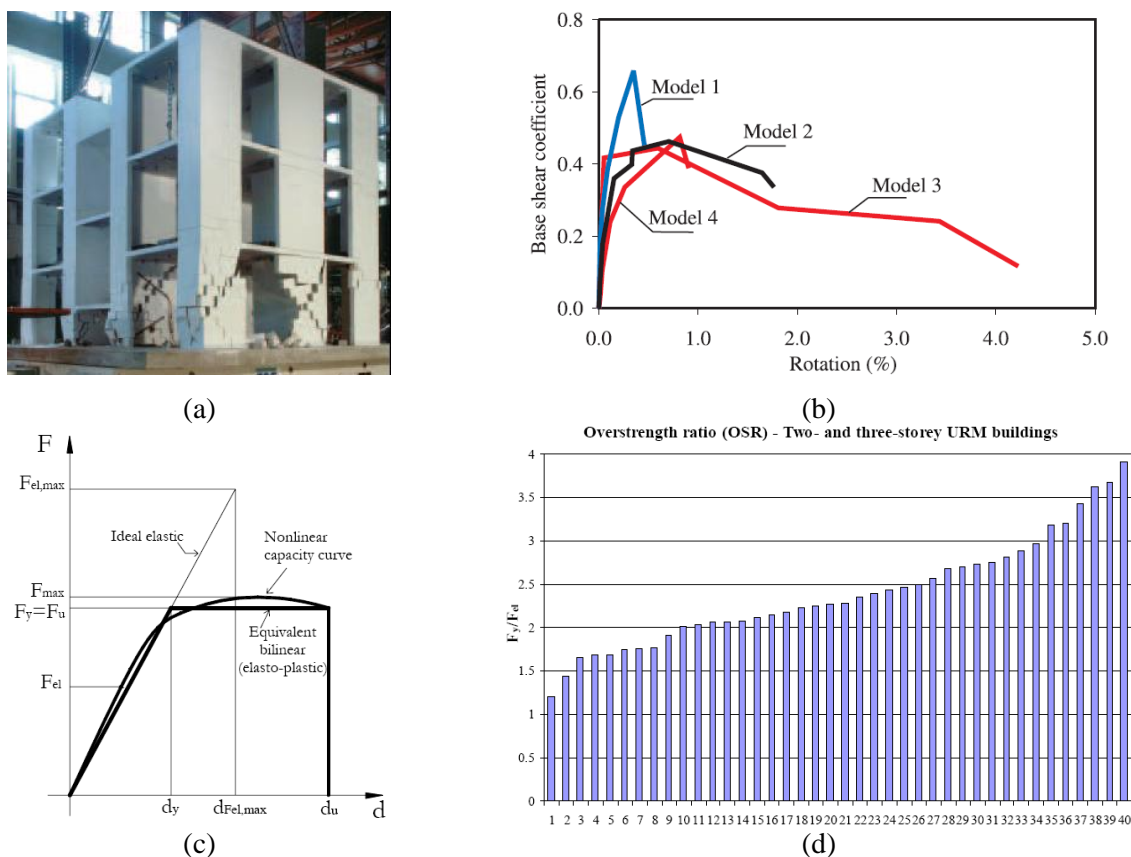 (a)
0.8
0.6
0.4
0.2
0.0
Base shear coefficient
Model 1
Model 2
Model 3
Model 4
0.0 1.0 2.0 3.0 4.0 5.0
Rotation (%)
(b)
F
Fel,max
Fmax
Fy=Fu
Fel
Ideal elastic
Nonlinear
capacity curve
Equivalent
bilinear
(elasto-plastic)
dy dFel,max du d
(c)
Overstrength ratio (OSR) - Two- and three-storey URM buildings
4
3.5
3
2.5
2
1.5
1
0.5
0
Fy/Fel
1 2 3 4 5 6 7 8 9 10 11 12 13 14 15 16 17 18 19 20 21 22 23 24 25 26 27 28 29 30 31 32 33 34 35 36 37 38 39 40
(d)